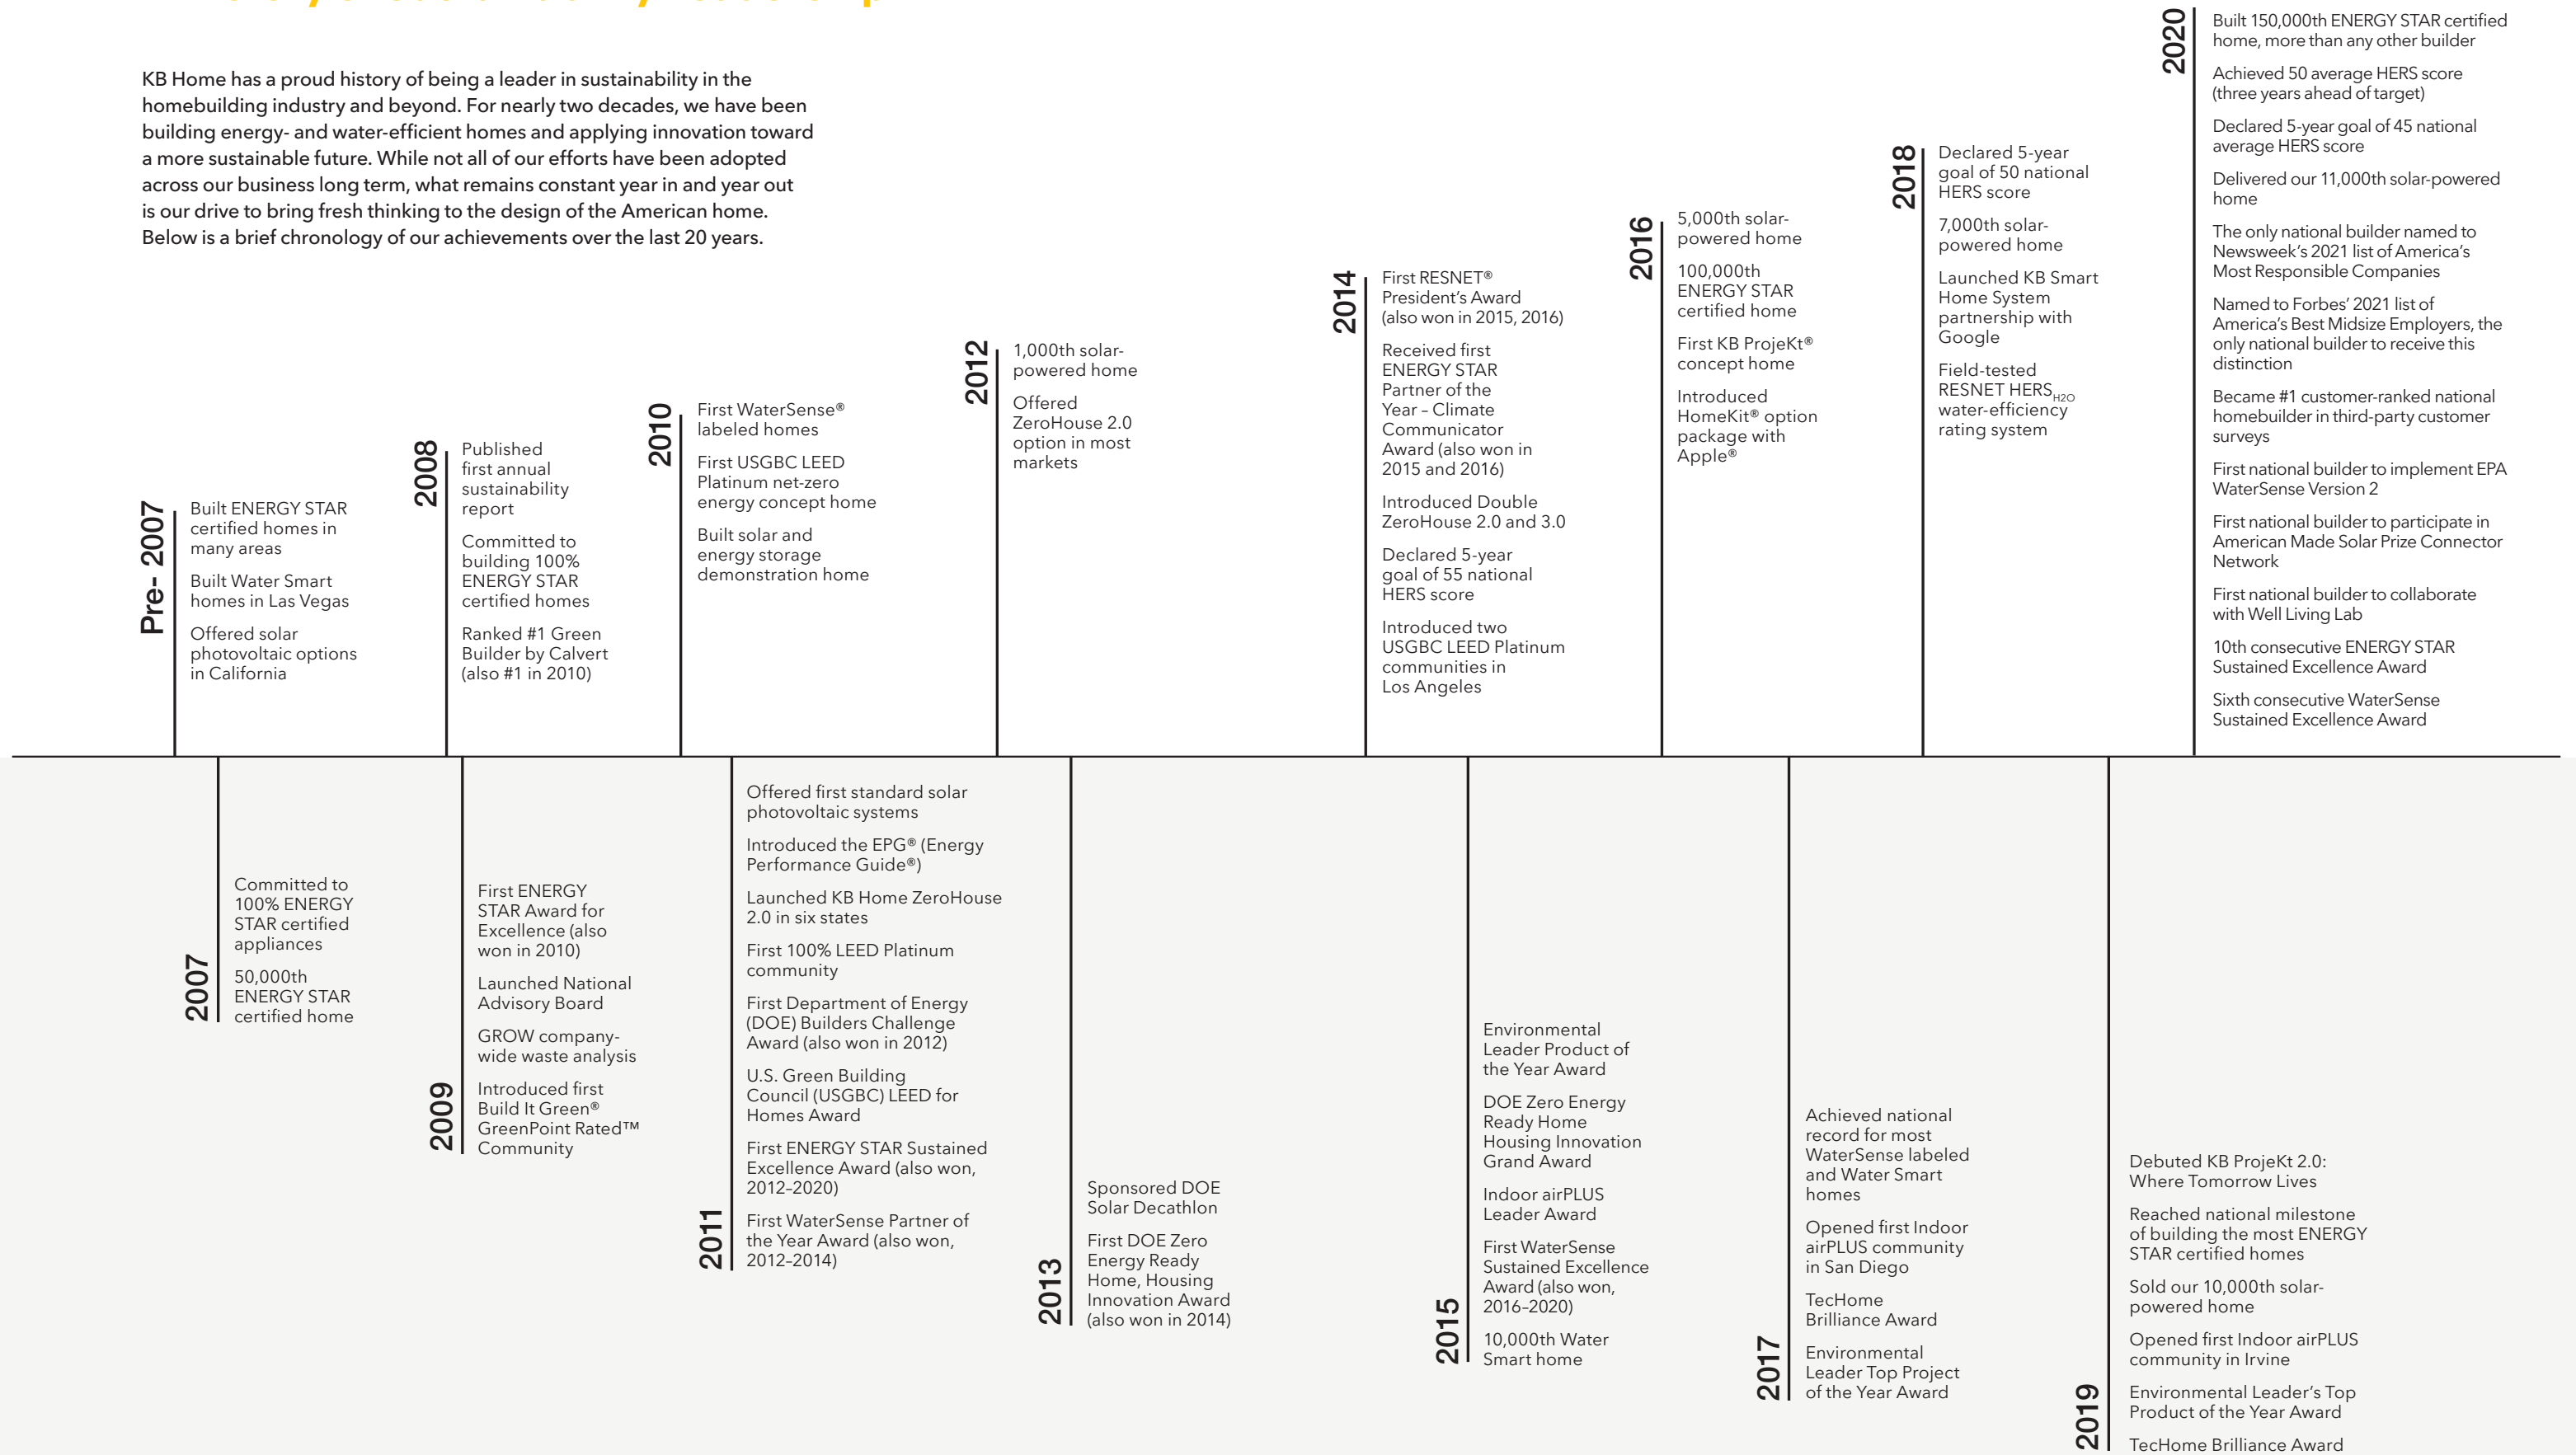 KB Home has a proud history of being a leader in sustainability in the
homebuilding industry and beyond. For nearly two decades, we have been
building energy- and water-efficient homes and applying innovation toward
a more sustainable future. While not all of our efforts have been adopted
across our business long term, what remains constant year in and year out
is our drive to bring fresh thinking to the design of the American home.
Below is a brief chronology of our achievements over the last 20 years.
Pre- 2007
Built ENERGY STAR
certified homes in
many areas
Built Water Smart
homes in Las Vegas
Offered solar
photovoltaic options
in California
2007
Committed to
100% ENERGY
STAR certified
appliances
50,000th
ENERGY STAR
certified home
2008
Published
first annual
sustainability
report
Committed to
building 100%
ENERGY STAR
certified homes
Ranked #1 Green
Builder by Calvert
(also #1 in 2010)
2009
First ENERGY
STAR Award for
Excellence (also
won in 2010)
Launched National
Advisory Board
GROW company-
wide waste analysis
Introduced first
Build It Green®
GreenPoint Rated™
Community
2010
First WaterSense®
labeled homes
First USGBC LEED
Platinum net-zero
energy concept home
Built solar and
energy storage
demonstration home
2011
Offered first standard solar
photovoltaic systems
Introduced the EPG® (Energy
Performance Guide®)
Launched KB Home ZeroHouse
2.0 in six states
First 100% LEED Platinum
community
First Department of Energy
(DOE) Builders Challenge
Award (also won in 2012)
U.S. Green Building
Council (USGBC) LEED for
Homes Award
First ENERGY STAR Sustained
Excellence Award (also won,
2012–2020)
First WaterSense Partner of
the Year Award (also won,
2012–2014)
2012
1,000th solar-
powered home
Offered
ZeroHouse 2.0
option in most
markets
2013
Sponsored DOE
Solar Decathlon
First DOE Zero
Energy Ready
Home, Housing
Innovation Award
(also won in 2014)
2014
First RESNET®
President's Award
(also won in 2015, 2016)
Received first
ENERGY STAR
Partner of the
Year – Climate
Communicator
Award (also won in
2015 and 2016)
Introduced Double
ZeroHouse 2.0 and 3.0
Declared 5-year
goal of 55 national
HERS score
Introduced two
USGBC LEED Platinum
communities in
Los Angeles
2015
Environmental
Leader Product of
the Year Award
DOE Zero Energy
Ready Home
Housing Innovation
Grand Award
Indoor airPLUS
Leader Award
First WaterSense
Sustained Excellence
Award (also won,
2016–2020)
10,000th Water
Smart home
2016
5,000th solar-
powered home
100,000th
ENERGY STAR
certified home
First KB ProjeKt®
concept home
Introduced
HomeKit® option
package with
Apple®
2017
Achieved national
record for most
WaterSense labeled
and Water Smart
homes
Opened first Indoor
airPLUS community
in San Diego
TecHome
Brilliance Award
Environmental
Leader Top Project
of the Year Award
2018
Declared 5-year
goal of 50 national
HERS score
7,000th solar-
powered home
Launched KB Smart
Home System
partnership with
Google
Field-tested
RESNET HERSH2O
water-efficiency
rating system
2019
Debuted KB ProjeKt 2.0:
Where Tomorrow Lives
Reached national milestone
of building the most ENERGY
STAR certified homes
Sold our 10,000th solar-
powered home
Opened first Indoor airPLUS
community in Irvine
Environmental Leader's Top
Product of the Year Award
TecHome Brilliance Award
2020
Built 150,000th ENERGY STAR certified
home, more than any other builder
Achieved 50 average HERS score
(three years ahead of target)
Declared 5-year goal of 45 national
average HERS score
Delivered our 11,000th solar-powered
home
The only national builder named to
Newsweek's 2021 list of America's
Most Responsible Companies
Named to Forbes' 2021 list of
America's Best Midsize Employers, the
only national builder to receive this
distinction
Became #1 customer-ranked national
homebuilder in third-party customer
surveys
First national builder to implement EPA
WaterSense Version 2
First national builder to participate in
American Made Solar Prize Connector
Network
First national builder to collaborate
with Well Living Lab
10th consecutive ENERGY STAR
Sustained Excellence Award
Sixth consecutive WaterSense
Sustained Excellence Award